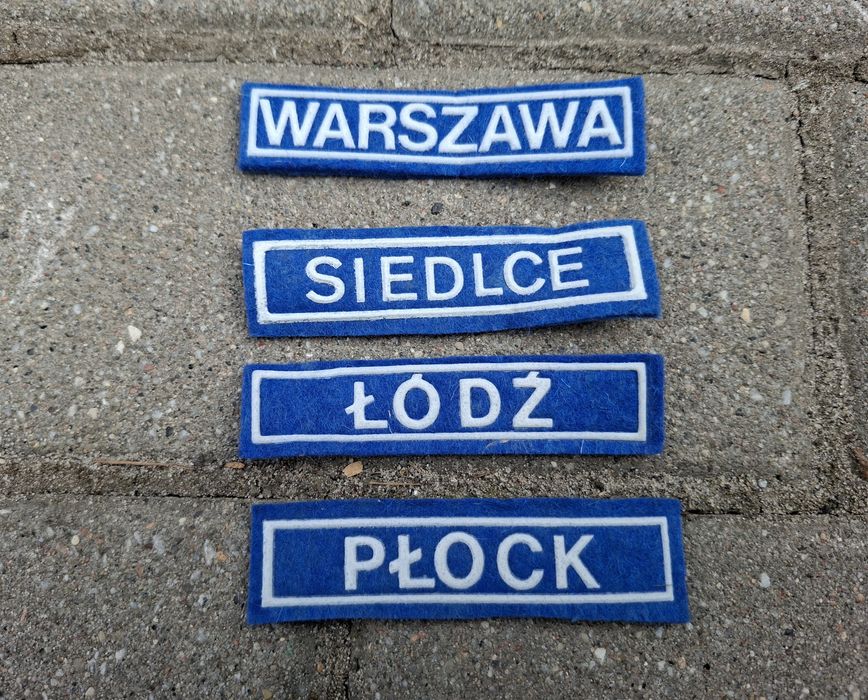 WARSZAWA
SIEDLCE
ŁÓDŹ
PŁOCK